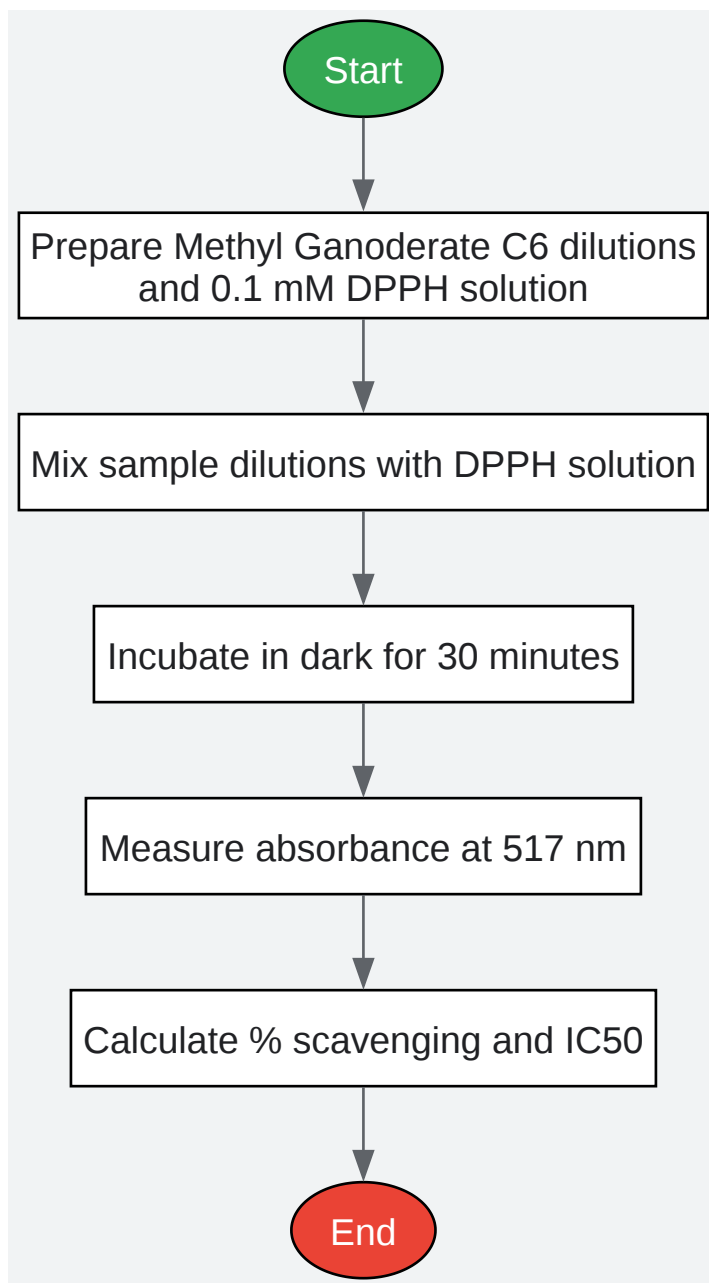 Start
Prepare Methyl Ganoderate C6 dilutions
and 0.1 mM DPPH solution
Mix sample dilutions with DPPH solution
Incubate in dark for 30 minutes
Measure absorbance at 517 nm
Calculate % scavenging and IC50
End